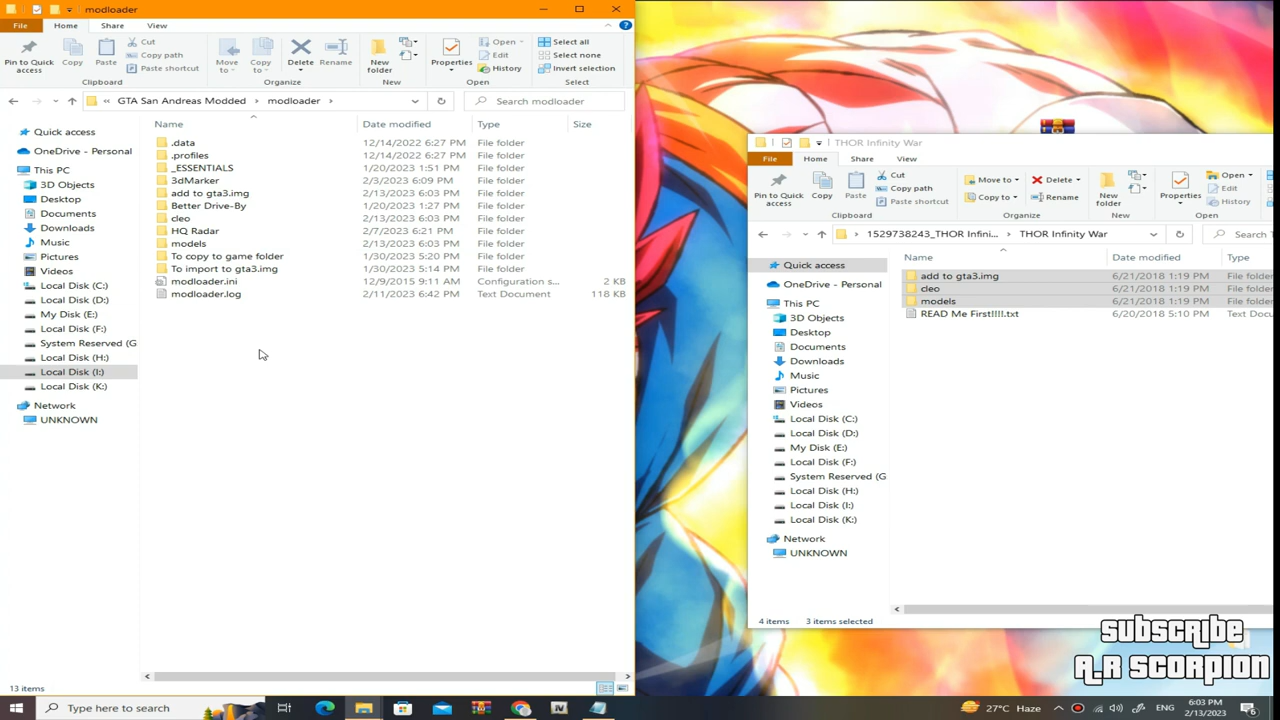 modloader
File Home Share View
Pin to Quick access
Copy
Paste
Cut
Copy path
Paste shortcut
Clipboard
Move to
Copy to
Delete
Rename
Organize
New folder
New
Properties
Open
Edit
History
Open
Select all
Select none
Invert selection
Select
« GTA San Andreas Modded > modloader >
Search modloader
Name Date modified Type Size
.data 12/14/2022 6:27 PM File folder
.profiles 12/14/2022 6:27 PM File folder
_ESSENTIALS 1/20/2023 1:51 PM File folder
3dMarker 2/3/2023 6:09 PM File folder
add to gta3.img 2/13/2023 6:03 PM File folder
Better Drive-By 1/20/2023 1:27 PM File folder
cleo 2/13/2023 6:03 PM File folder
HQ Radar 2/7/2023 6:21 PM File folder
models 2/13/2023 6:03 PM File folder
To copy to game folder 1/30/2023 5:20 PM File folder
To import to gta3.img 1/30/2023 5:14 PM File folder
modloader.ini 12/9/2015 9:11 AM Configuration s... 2 KB
modloader.log 2/11/2023 6:42 PM Text Document 118 KB
Quick access
OneDrive - Personal
This PC
3D Objects
Desktop
Documents
Downloads
Music
Pictures
Videos
Local Disk (C:)
Local Disk (D:)
My Disk (E:)
Local Disk (F:)
System Reserved (G
Local Disk (H:)
Local Disk (I:)
Local Disk (K:)
Network
UNKNOWN
13 items
THOR Infinity War
File Home Share View
Pin to Quick access
Copy
Paste
Cut
Copy path
Paste shortcut
Clipboard
Move to
Copy to
Delete
Rename
Organize
New folder
New
Properties
Open
Edit
History
Open
1529738243_THOR Infini... > THOR Infinity War
Search
Name Date modified Type
add to gta3.img 6/21/2018 1:19 PM File folder
cleo 6/21/2018 1:19 PM File folder
models 6/21/2018 1:19 PM File folder
READ Me First!!!!.txt 6/20/2018 5:10 PM Text Docu
Quick access
OneDrive - Personal
This PC
3D Objects
Desktop
Documents
Downloads
Music
Pictures
Videos
Local Disk (C:)
Local Disk (D:)
My Disk (E:)
Local Disk (F:)
System Reserved (G
Local Disk (H:)
Local Disk (I:)
Local Disk (K:)
Network
UNKNOWN
4 items 3 items selected
SUBSCRIBE
A_R SCORPION
Type here to search
IV
27°C Haze
ENG
6:03 PM
2/13/2023
6